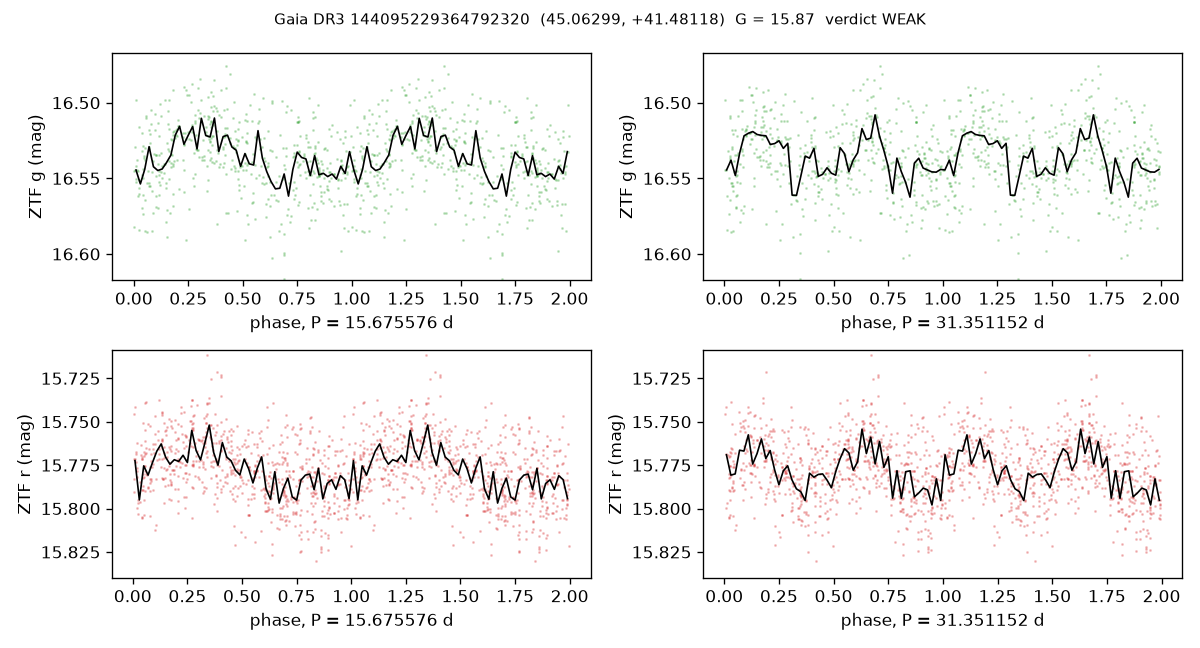 Gaia DR3 144095229364792320  (45.06299, +41.48118)  G = 15.87  verdict WEAK
ZTF g (mag)
16.50
16.55
16.60
0.00 0.25 0.50 0.75 1.00 1.25 1.50 1.75 2.00
phase, P = 15.675576 d
ZTF g (mag)
16.50
16.55
16.60
0.00 0.25 0.50 0.75 1.00 1.25 1.50 1.75 2.00
phase, P = 31.351152 d
ZTF r (mag)
15.725
15.750
15.775
15.800
15.825
0.00 0.25 0.50 0.75 1.00 1.25 1.50 1.75 2.00
phase, P = 15.675576 d
ZTF r (mag)
15.725
15.750
15.775
15.800
15.825
0.00 0.25 0.50 0.75 1.00 1.25 1.50 1.75 2.00
phase, P = 31.351152 d